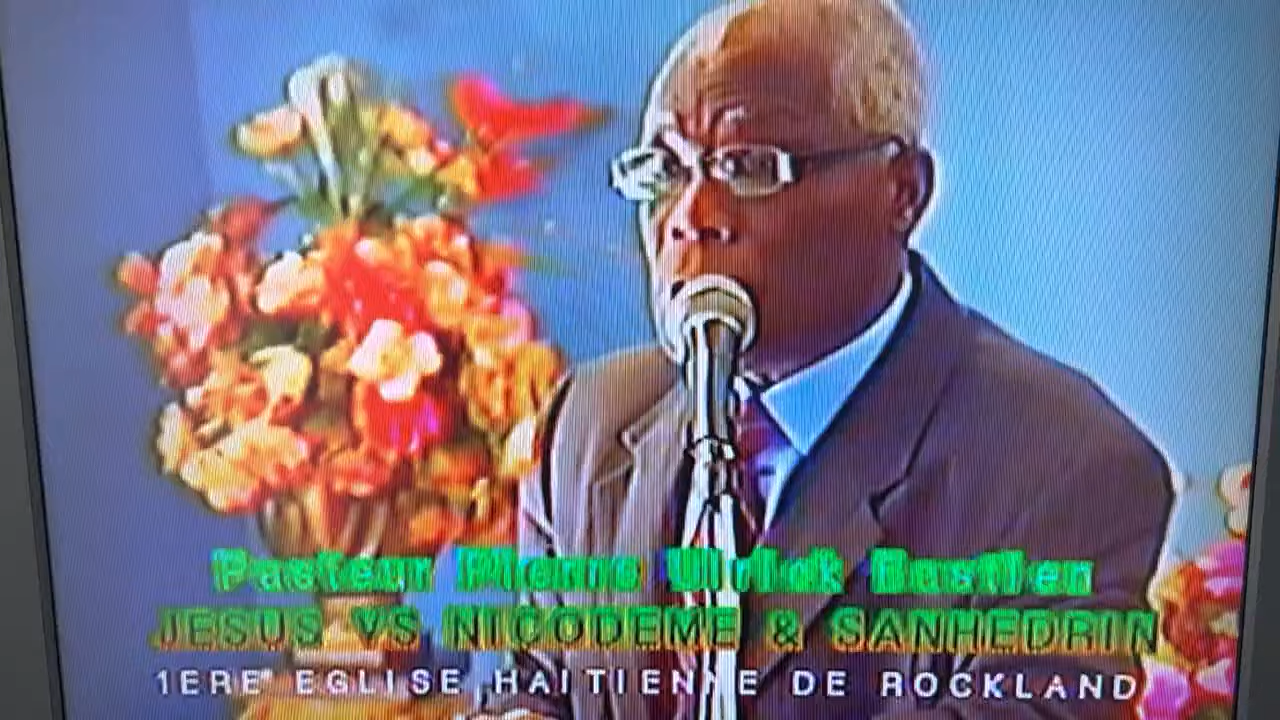 Pasteur Pierre Ulrick Bastien
JESUS VS NICODEME & SANHEDRIN
1ERE EGLISE HAITIENNE DE ROCKLAND